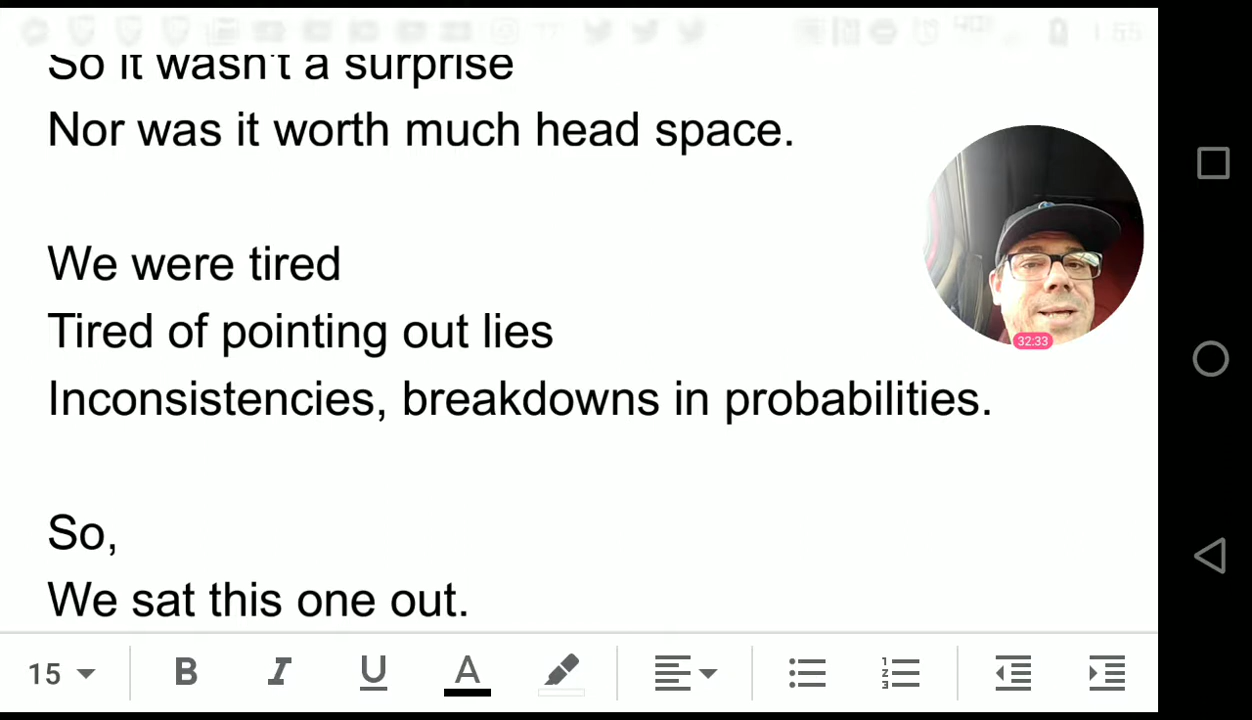 So it wasn't a surprise
Nor was it worth much head space.
We were tired
Tired of pointing out lies
Inconsistencies, breakdowns in probabilities.
So,
We sat this one out.
32:33
15 B I U A